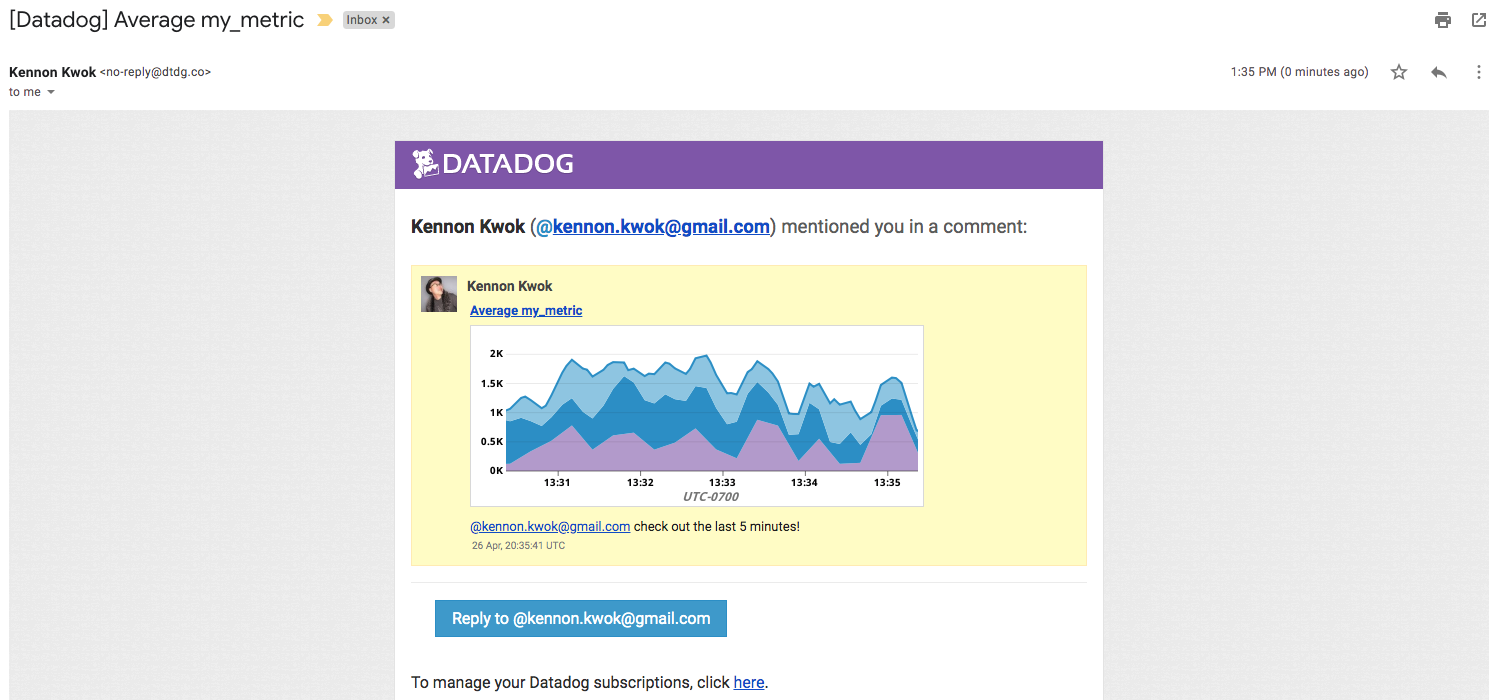 [Datadog] Average my_metric Inbox ×
Kennon Kwok <no-reply@dtdg.co> 1:35 PM (0 minutes ago)
to me
DATADOG
Kennon Kwok (@kennon.kwok@gmail.com) mentioned you in a comment:
Kennon Kwok
Average my_metric
2K
1.5K
1K
0.5K
0K
13:31 13:32 13:33 13:34 13:35
UTC-0700
@kennon.kwok@gmail.com check out the last 5 minutes!
26 Apr, 20:35:41 UTC
Reply to @kennon.kwok@gmail.com
To manage your Datadog subscriptions, click here.